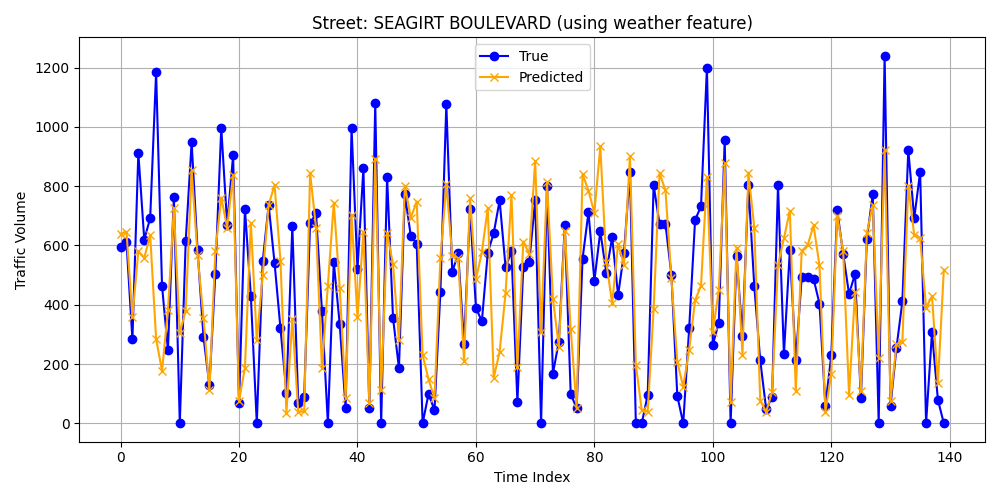 Street: SEAGIRT BOULEVARD (using weather feature)
True
Predicted
Traffic Volume
1200
1000
800
600
400
200
0
0 20 40 60 80 100 120 140
Time Index